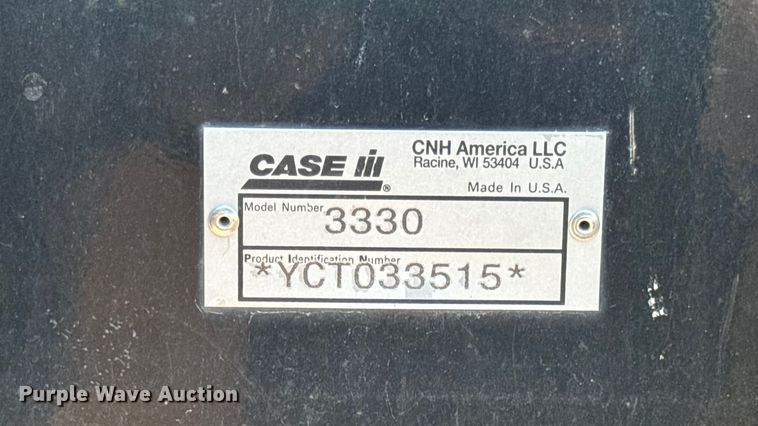 CASE III
®
CNH America LLC
Racine, WI 53404 U.S.A
Made In U.S.A.
Model Number 3330
Product Identification Number
*YCT033515*
Purple Wave Auction